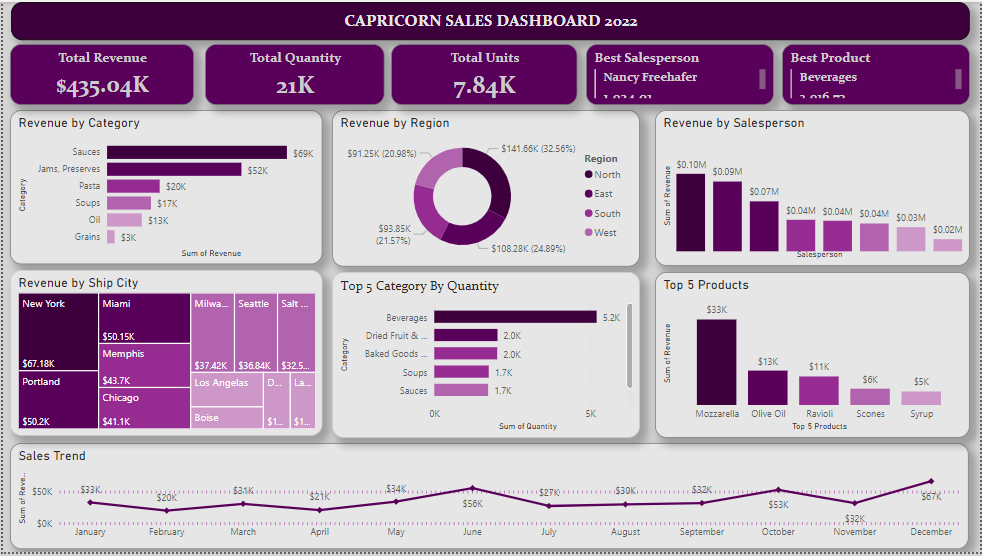 CAPRICORN SALES DASHBOARD 2022
Total Revenue
$435.04K
Total Quantity
21K
Total Units
7.84K
Best Salesperson
Nancy Freehafer
Best Product
Beverages
Revenue by Category
Category
Sauces $69K
Jams, Preserves $52K
Pasta $20K
Soups $17K
Oil $13K
Grains $3K
Sum of Revenue
Revenue by Region
$141.66K (32.56%)
$108.28K (24.89%)
$93.85K
(21.57%)
$91.25K (20.98%)
Region
North
East
South
West
Revenue by Salesperson
Sum of Revenue
$0.10M
$0.09M
$0.07M
$0.04M
$0.04M
$0.04M
$0.03M
$0.02M
Salesperson
Revenue by Ship City
New York
$67.18K
Portland
$50.2K
Miami
$50.15K
Memphis
$43.7K
Chicago
$41.1K
Milwa...
$37.42K
Seattle
$36.84K
Salt ...
$32.5...
Los Angelas
Boise
D...
$1...
La...
$1...
Top 5 Category By Quantity
Category
Beverages 5.2K
Dried Fruit & ... 2.0K
Baked Goods ... 2.0K
Soups 1.7K
Sauces 1.7K
0K 5K
Sum of Quantity
Top 5 Products
Sum of Revenue
$33K
$13K
$11K
$6K
$5K
Mozzarella Olive Oil Ravioli Scones Syrup
Top 5 Products
Sales Trend
Sum of Reve...
$50K
$0K
$33K $20K $31K $21K $34K $56K $27K $30K $32K $53K $32K $67K
January February March April May June July August September October November December